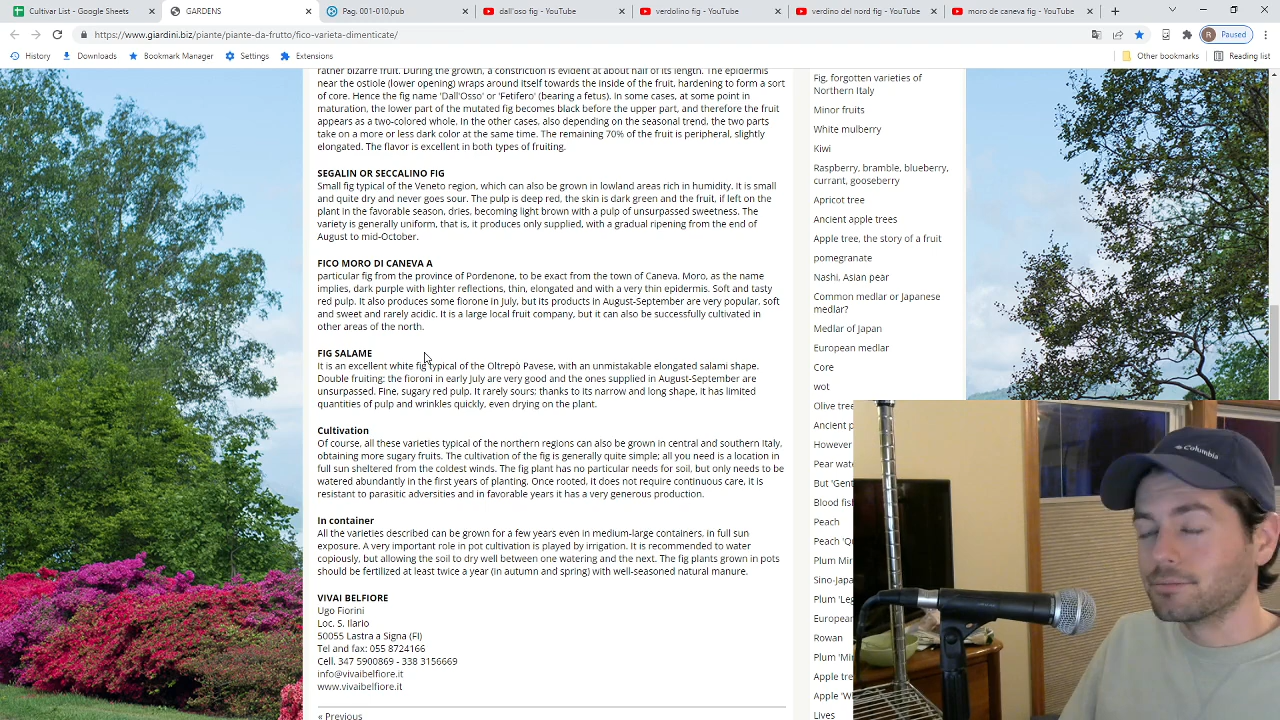 Cultivar List - Google Sheets
GARDENS
Pag. 001-010.pub
dall'oso fig - YouTube
verdolino fig - YouTube
verdino del nord fig - YouTube
moro de caneva fig - YouTube
https://www.giardini.biz/piante/piante-da-frutto/fico-varieta-dimenticate/
R Paused
History
Downloads
Bookmark Manager
Settings
Extensions
Other bookmarks
Reading list
rather bizarre fruit. During the growth, a constriction is evident at about half of its length. The epidermis
near the ostiole (lower opening) wraps around itself towards the inside of the fruit, hardening to form a sort
of core. Hence the fig name 'Dall'Osso' or 'Fetifero' (bearing a fetus). In some cases, at some point in
maturation, the lower part of the mutated fig becomes black before the upper part, and therefore the fruit
appears as a two-colored whole. In the other cases, also depending on the seasonal trend, the two parts
take on a more or less dark color at the same time. The remaining 70% of the fruit is peripheral, slightly
elongated. The flavor is excellent in both types of fruiting.
SEGALIN OR SECCALINO FIG
Small fig typical of the Veneto region, which can also be grown in lowland areas rich in humidity. It is small
and quite dry and never goes sour. The pulp is deep red, the skin is dark green and the fruit, if left on the
plant in the favorable season, dries, becoming light brown with a pulp of unsurpassed sweetness. The
variety is generally uniform, that is, it produces only supplied, with a gradual ripening from the end of
August to mid-October.
FICO MORO DI CANEVA A
particular fig from the province of Pordenone, to be exact from the town of Caneva. Moro, as the name
implies, dark purple with lighter reflections, thin, elongated and with a very thin epidermis. Soft and tasty
red pulp. It also produces some fiorone in July, but its products in August-September are very popular, soft
and sweet and rarely acidic. It is a large local fruit company, but it can also be successfully cultivated in
other areas of the north.
FIG SALAME
It is an excellent white fig typical of the Oltrepò Pavese, with an unmistakable elongated salami shape.
Double fruiting: the fioroni in early July are very good and the ones supplied in August-September are
unsurpassed. Fine, sugary red pulp. It rarely sours; thanks to its narrow and long shape, it has limited
quantities of pulp and wrinkles quickly, even drying on the plant.
Cultivation
Of course, all these varieties typical of the northern regions can also be grown in central and southern Italy,
obtaining more sugary fruits. The cultivation of the fig is generally quite simple; all you need is a location in
full sun sheltered from the coldest winds. The fig plant has no particular needs for soil, but only needs to be
watered abundantly in the first years of planting. Once rooted, it does not require continuous care, it is
resistant to parasitic adversities and in favorable years it has a very generous production.
In container
All the varieties described can be grown for a few years even in medium-large containers, in full sun
exposure. A very important role in pot cultivation is played by irrigation. It is recommended to water
copiously, but allowing the soil to dry well between one watering and the next. The fig plants grown in pots
should be fertilized at least twice a year (in autumn and spring) with well-seasoned natural manure.
VIVAI BELFIORE
Ugo Fiorini
Loc. S. Ilario
50055 Lastra a Signa (FI)
Tel and fax: 055 8724166
Cell. 347 5900869 - 338 3156669
info@vivaibelfiore.it
www.vivaibelfiore.it
« Previous
Fig, forgotten varieties of
Northern Italy
Minor fruits
White mulberry
Kiwi
Raspberry, bramble, blueberry,
currant, gooseberry
Apricot tree
Ancient apple trees
Apple tree, the story of a fruit
pomegranate
Nashi, Asian pear
Common medlar or Japanese
medlar?
Medlar of Japan
European medlar
Core
wot
Olive tree
Ancient p
However
Pear wate
But 'Gent
Blood fish
Peach
Peach 'Q
Plum Mir
Sino-Japa
Plum 'Leg
European
Rowan
Plum 'Mir
Apple tre
Apple 'W
Lives
Columbia